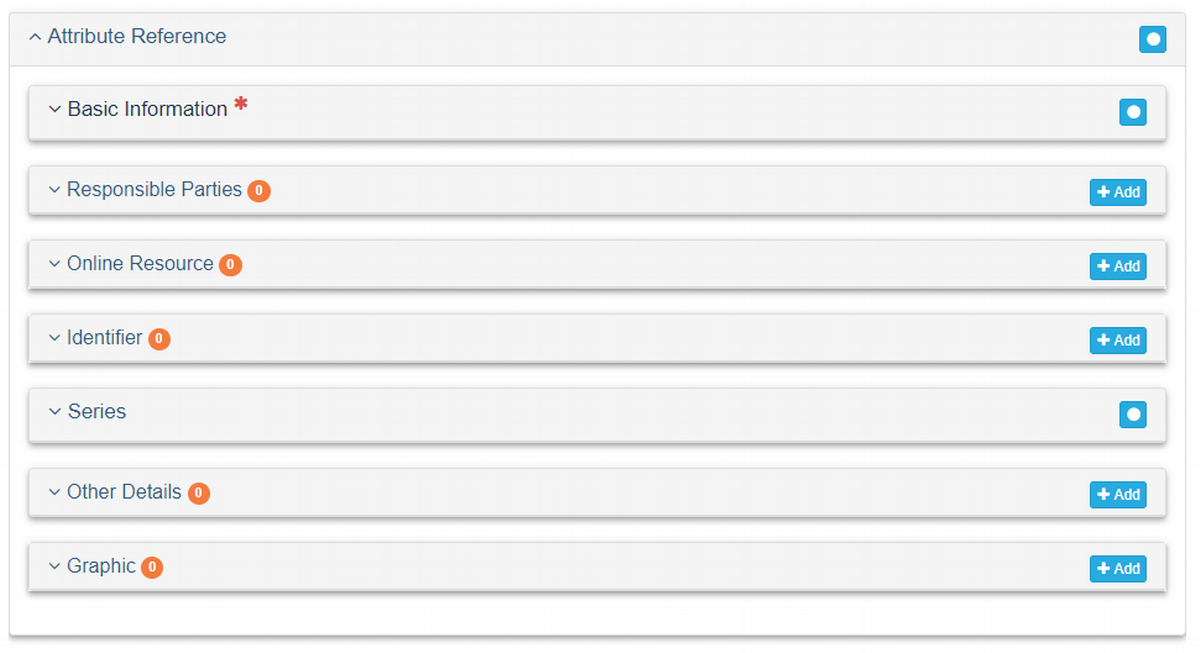 Attribute Reference
Basic Information *
Responsible Parties 0 + Add
Online Resource 0 + Add
Identifier 0 + Add
Series
Other Details 0 + Add
Graphic 0 + Add